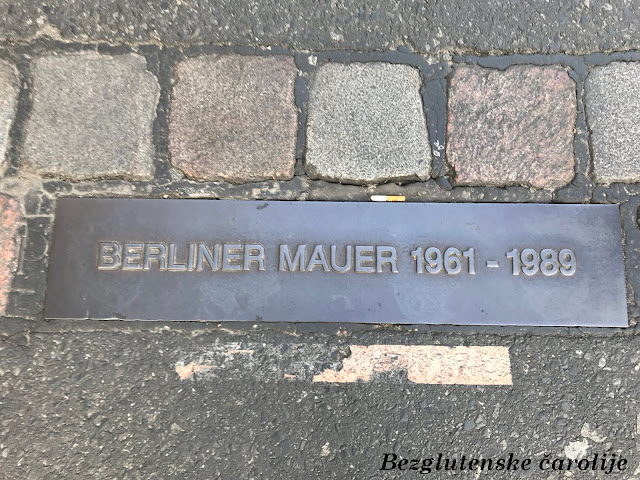 BERLINER MAUER 1961 - 1989
Bezglutenske čarolije